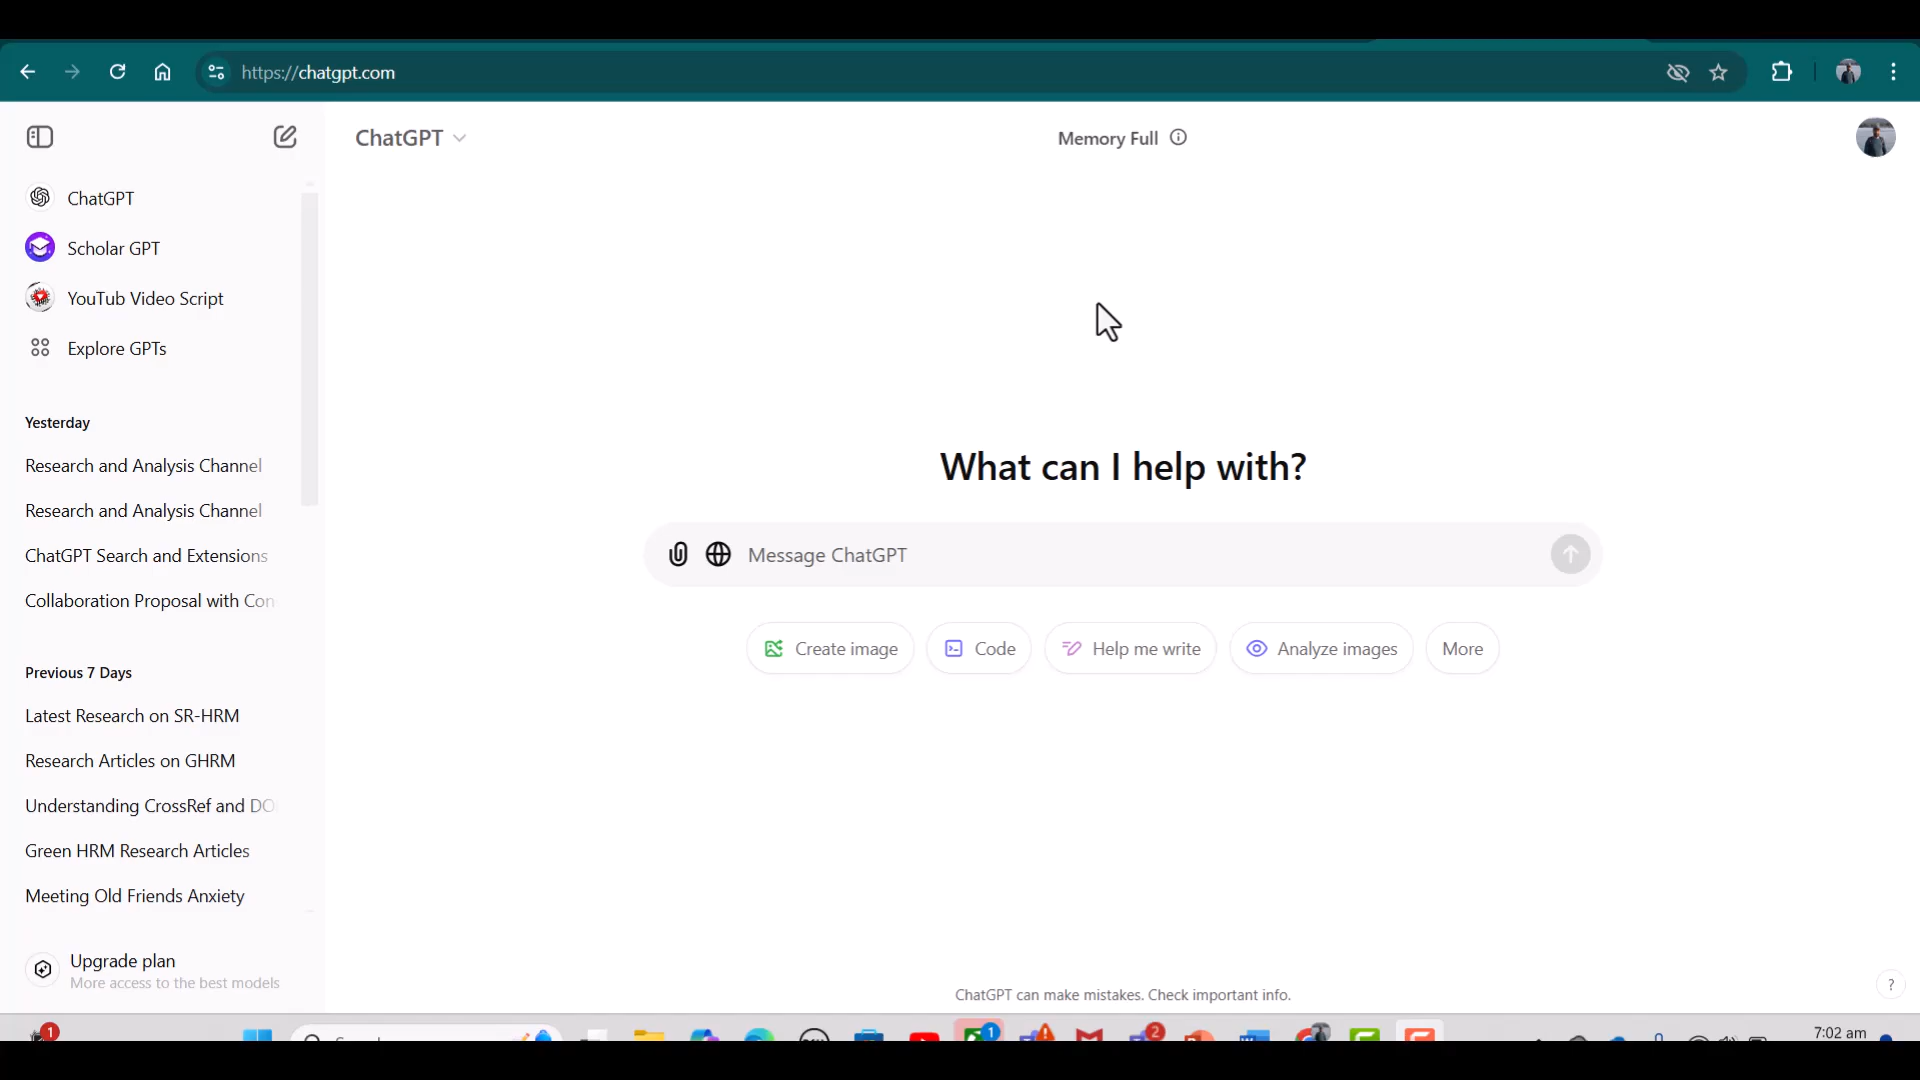 https://chatgpt.com
ChatGPT
Memory Full
ChatGPT
Scholar GPT
YouTub Video Script
Explore GPTs
Yesterday
Research and Analysis Channel
Research and Analysis Channel
ChatGPT Search and Extensions
Collaboration Proposal with Con
Previous 7 Days
Latest Research on SR-HRM
Research Articles on GHRM
Understanding CrossRef and DO
Green HRM Research Articles
Meeting Old Friends Anxiety
Upgrade plan
More access to the best models
What can I help with?
Message ChatGPT
Create image
Code
Help me write
Analyze images
More
ChatGPT can make mistakes. Check important info.
?
1
1
2
7:02 am